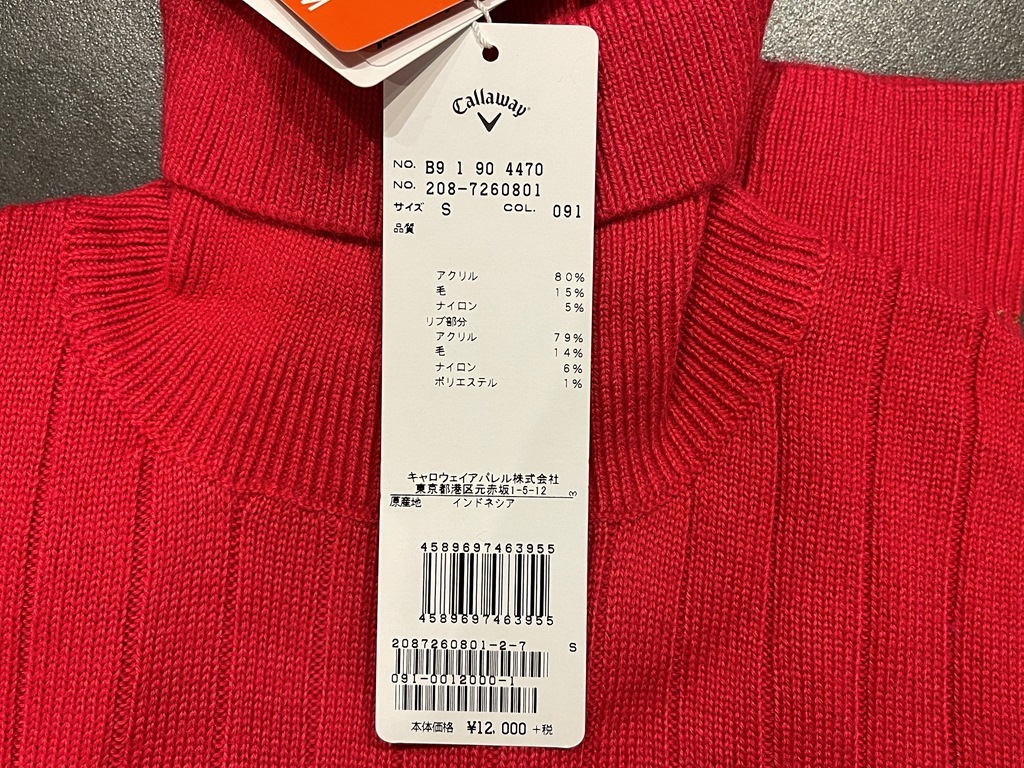 Callaway
NO. B9 1 90 4470
NO. 208-7260801
サイズ S COL. 091
品質
アクリル 80%
毛 15%
ナイロン 5%
リブ部分
アクリル 79%
毛 14%
ナイロン 6%
ポリエステル 1%
キャロウェイアパレル株式会社
東京都港区元赤坂1-5-12 3
原産地 インドネシア
4589697463955
4589697463955
2087260801-2-7 S
091-0012000-1
本体価格 ¥12,000 +税